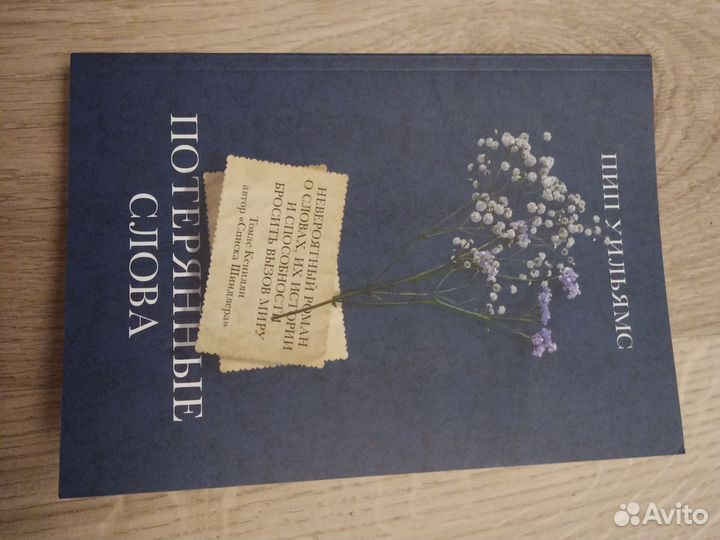 ПИП УИЛЬЯМС
НЕВЕРОЯТНЫЙ РОМАН
О СЛОВАХ, ИХ ИСТОРИИ
И СПОСОБНОСТИ
БРОСИТЬ ВЫЗОВ МИРУ
Томас Кенилли
автор «Списка Шиндлера»
ПОТЕРЯННЫЕ
СЛОВА
Avito